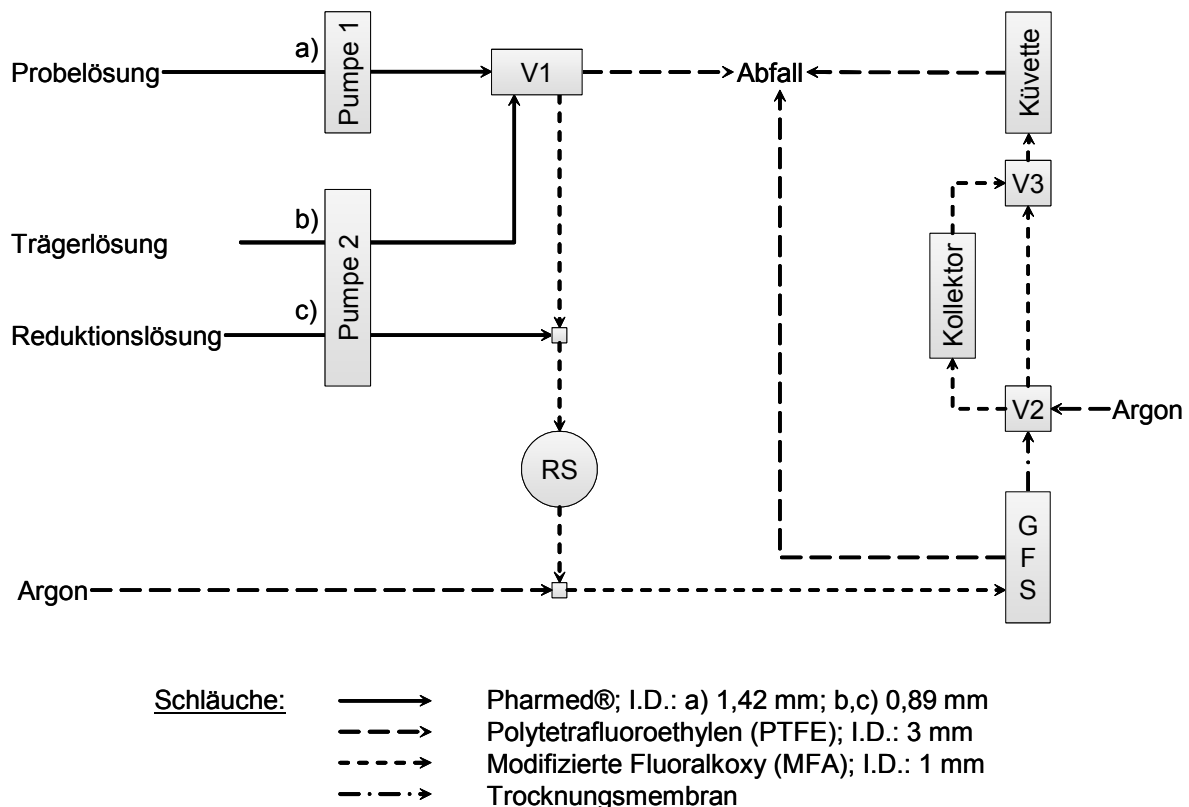 Probelösung
a)
Pumpe 1
V1
Abfall
Küvette
V3
Trägerlösung
b)
Pumpe 2
Kollektor
Reduktionslösung
c)
V2
Argon
RS
G
F
S
Argon
Schläuche:
Pharmed®; I.D.: a) 1,42 mm; b,c) 0,89 mm
Polytetrafluoroethylen (PTFE); I.D.: 3 mm
Modifizierte Fluoralkoxy (MFA); I.D.: 1 mm
Trocknungsmembran